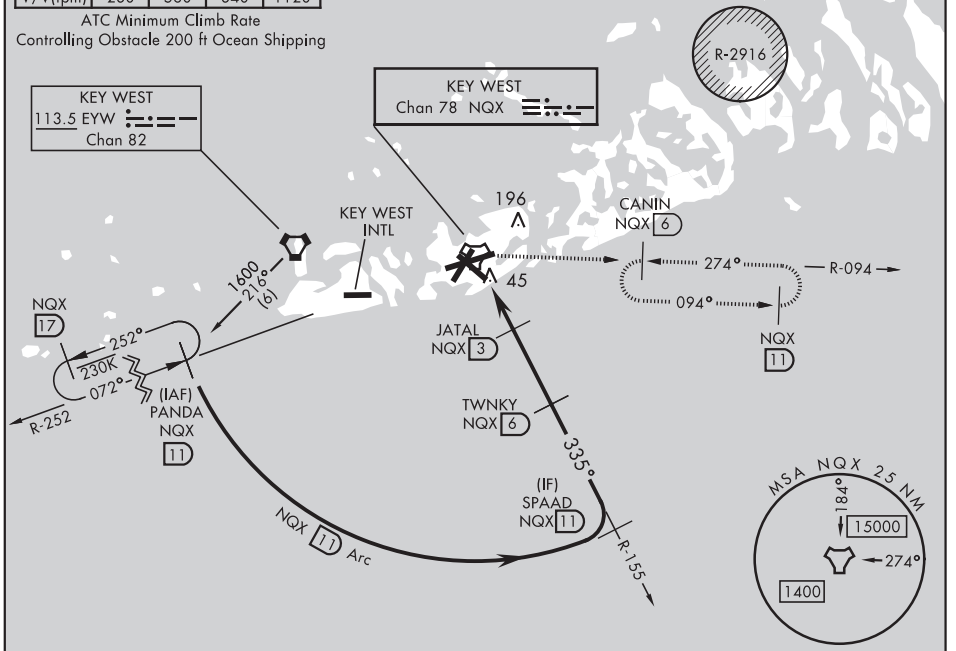 V/V(fpm) 280 560 840 1120
ATC Minimum Climb Rate
Controlling Obstacle 200 ft Ocean Shipping
R-2916
KEY WEST
113.5 EYW
Chan 82
KEY WEST
Chan 78 NQX
196
45
CANIN
NQX 6
KEY WEST
INTL
1600
216°
(6)
274°
R-094
094°
NQX
11
NQX
17
252°
230K
072°
R-252
(IAF)
PANDA
NQX
11
JATAL
NQX 3
TWNKY
NQX 6
335°
(IF)
SPAAD
NQX 11
R-155
NQX 11 Arc
MSA NQX 25 NM
184°
15000
274°
1400